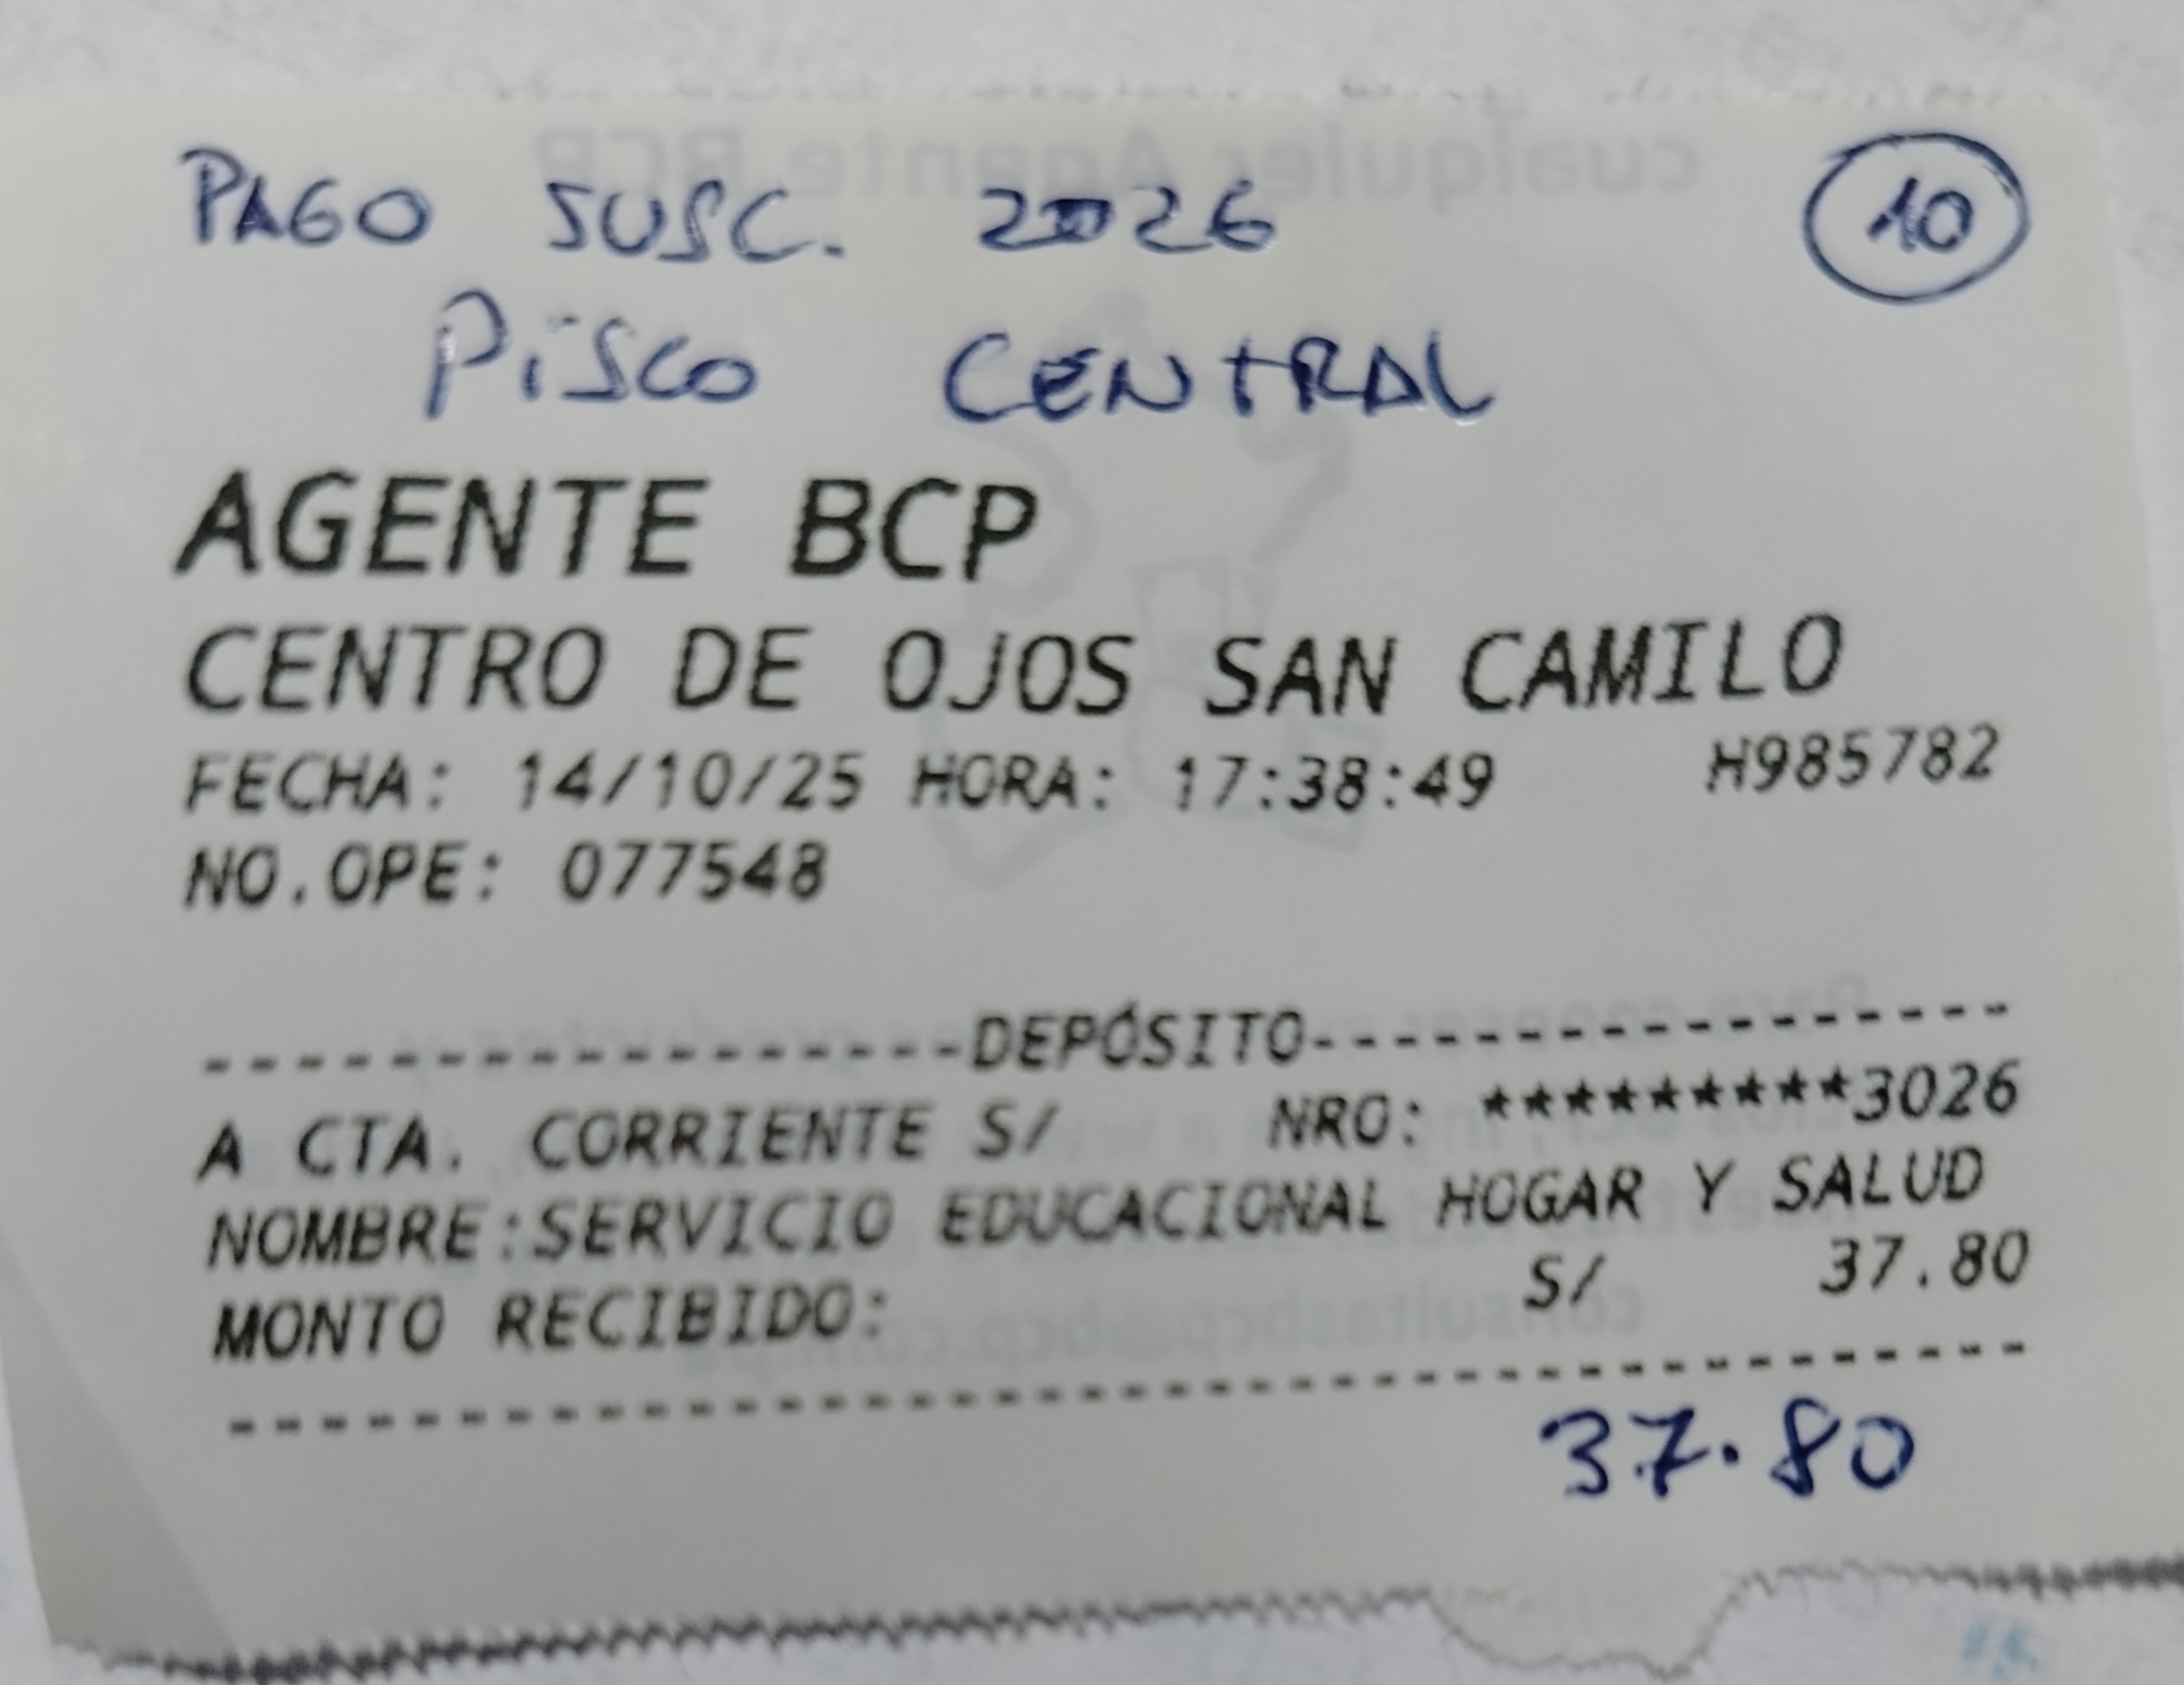 PAGO SUSC. 2026 10
PISCO CENTRAL
AGENTE BCP
CENTRO DE OJOS SAN CAMILO
FECHA: 14/10/25 HORA: 17:38:49 H985782
NO.OPE: 077548
------------------DEPÓSITO------------------
A CTA. CORRIENTE S/ NRO: *********3026
NOMBRE:SERVICIO EDUCACIONAL HOGAR Y SALUD
MONTO RECIBIDO: S/ 37.80
37.80